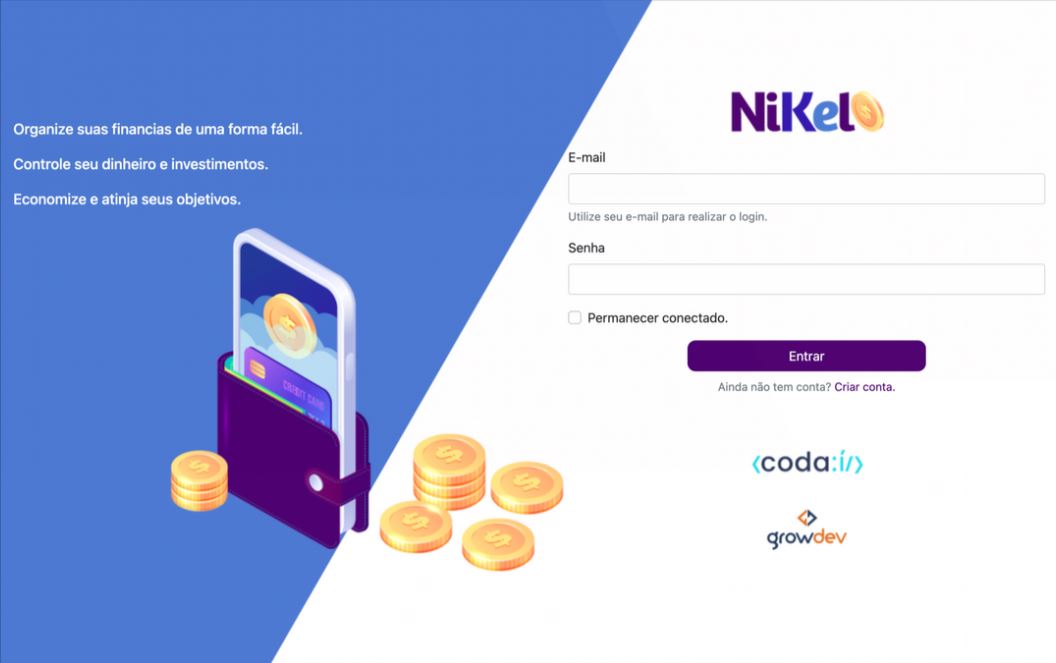 Organize suas financias de uma forma fácil.
Controle seu dinheiro e investimentos.
Economize e atinja seus objetivos.
CREDIT CARD
NiKel
E-mail
Utilize seu e-mail para realizar o login.
Senha
Permanecer conectado.
Entrar
Ainda não tem conta? Criar conta.
<coda:í/>
growdev